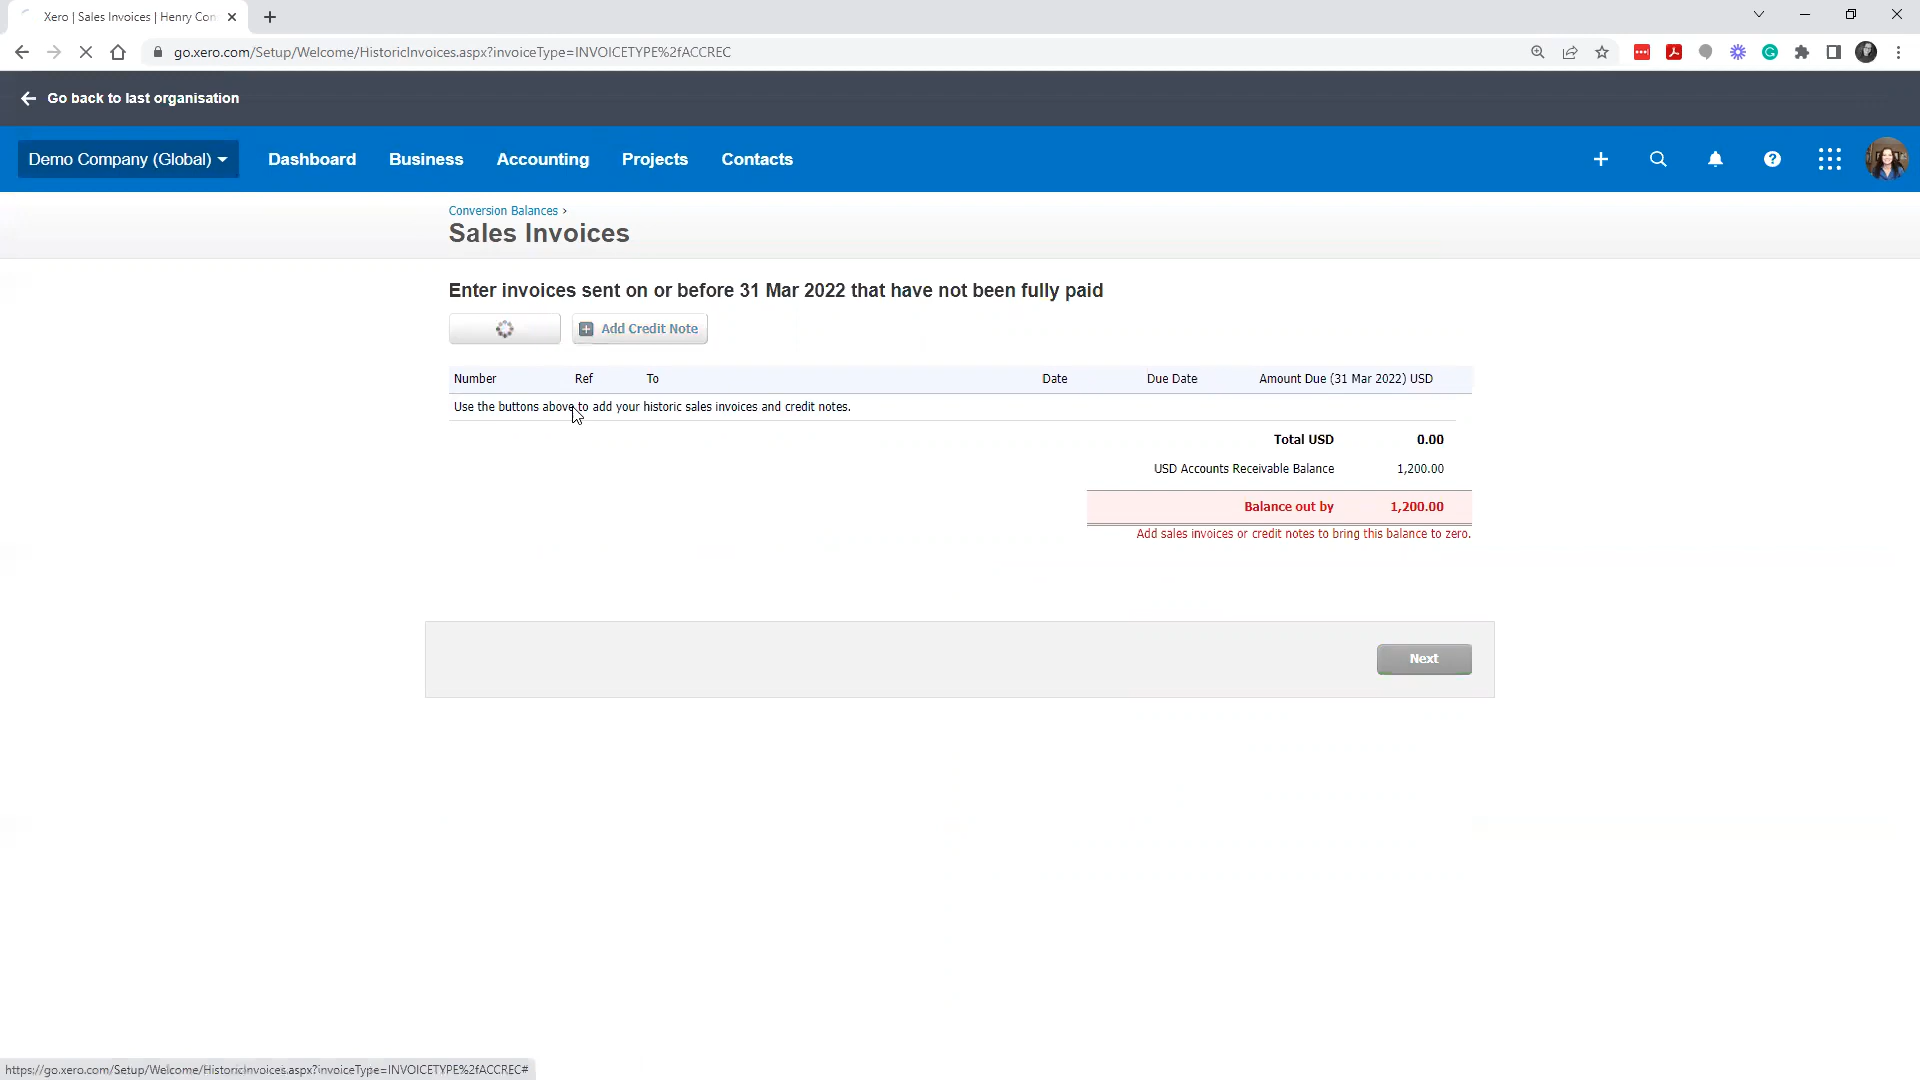 Xero | Sales Invoices | Henry Con
go.xero.com/Setup/Welcome/HistoricInvoices.aspx?invoiceType=INVOICETYPE%2fACCREC
Go back to last organisation
Demo Company (Global) Dashboard Business Accounting Projects Contacts
Conversion Balances ›
Sales Invoices
Enter invoices sent on or before 31 Mar 2022 that have not been fully paid
Add Credit Note
Number Ref To Date Due Date Amount Due (31 Mar 2022) USD
Use the buttons above to add your historic sales invoices and credit notes.
Total USD 0.00
USD Accounts Receivable Balance 1,200.00
Balance out by 1,200.00
Add sales invoices or credit notes to bring this balance to zero.
Next
https://go.xero.com/Setup/Welcome/HistoricInvoices.aspx?invoiceType=INVOICETYPE%2fACCREC#